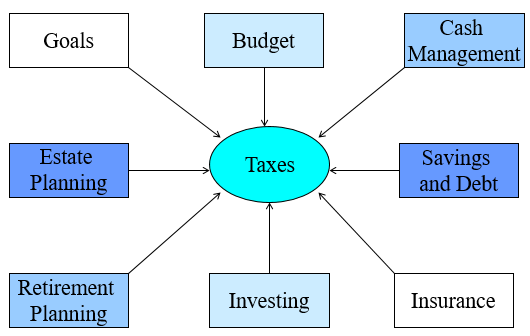 Goals
Budget
Cash
Management
Estate
Planning
Taxes
Savings
and Debt
Retirement
Planning
Investing
Insurance